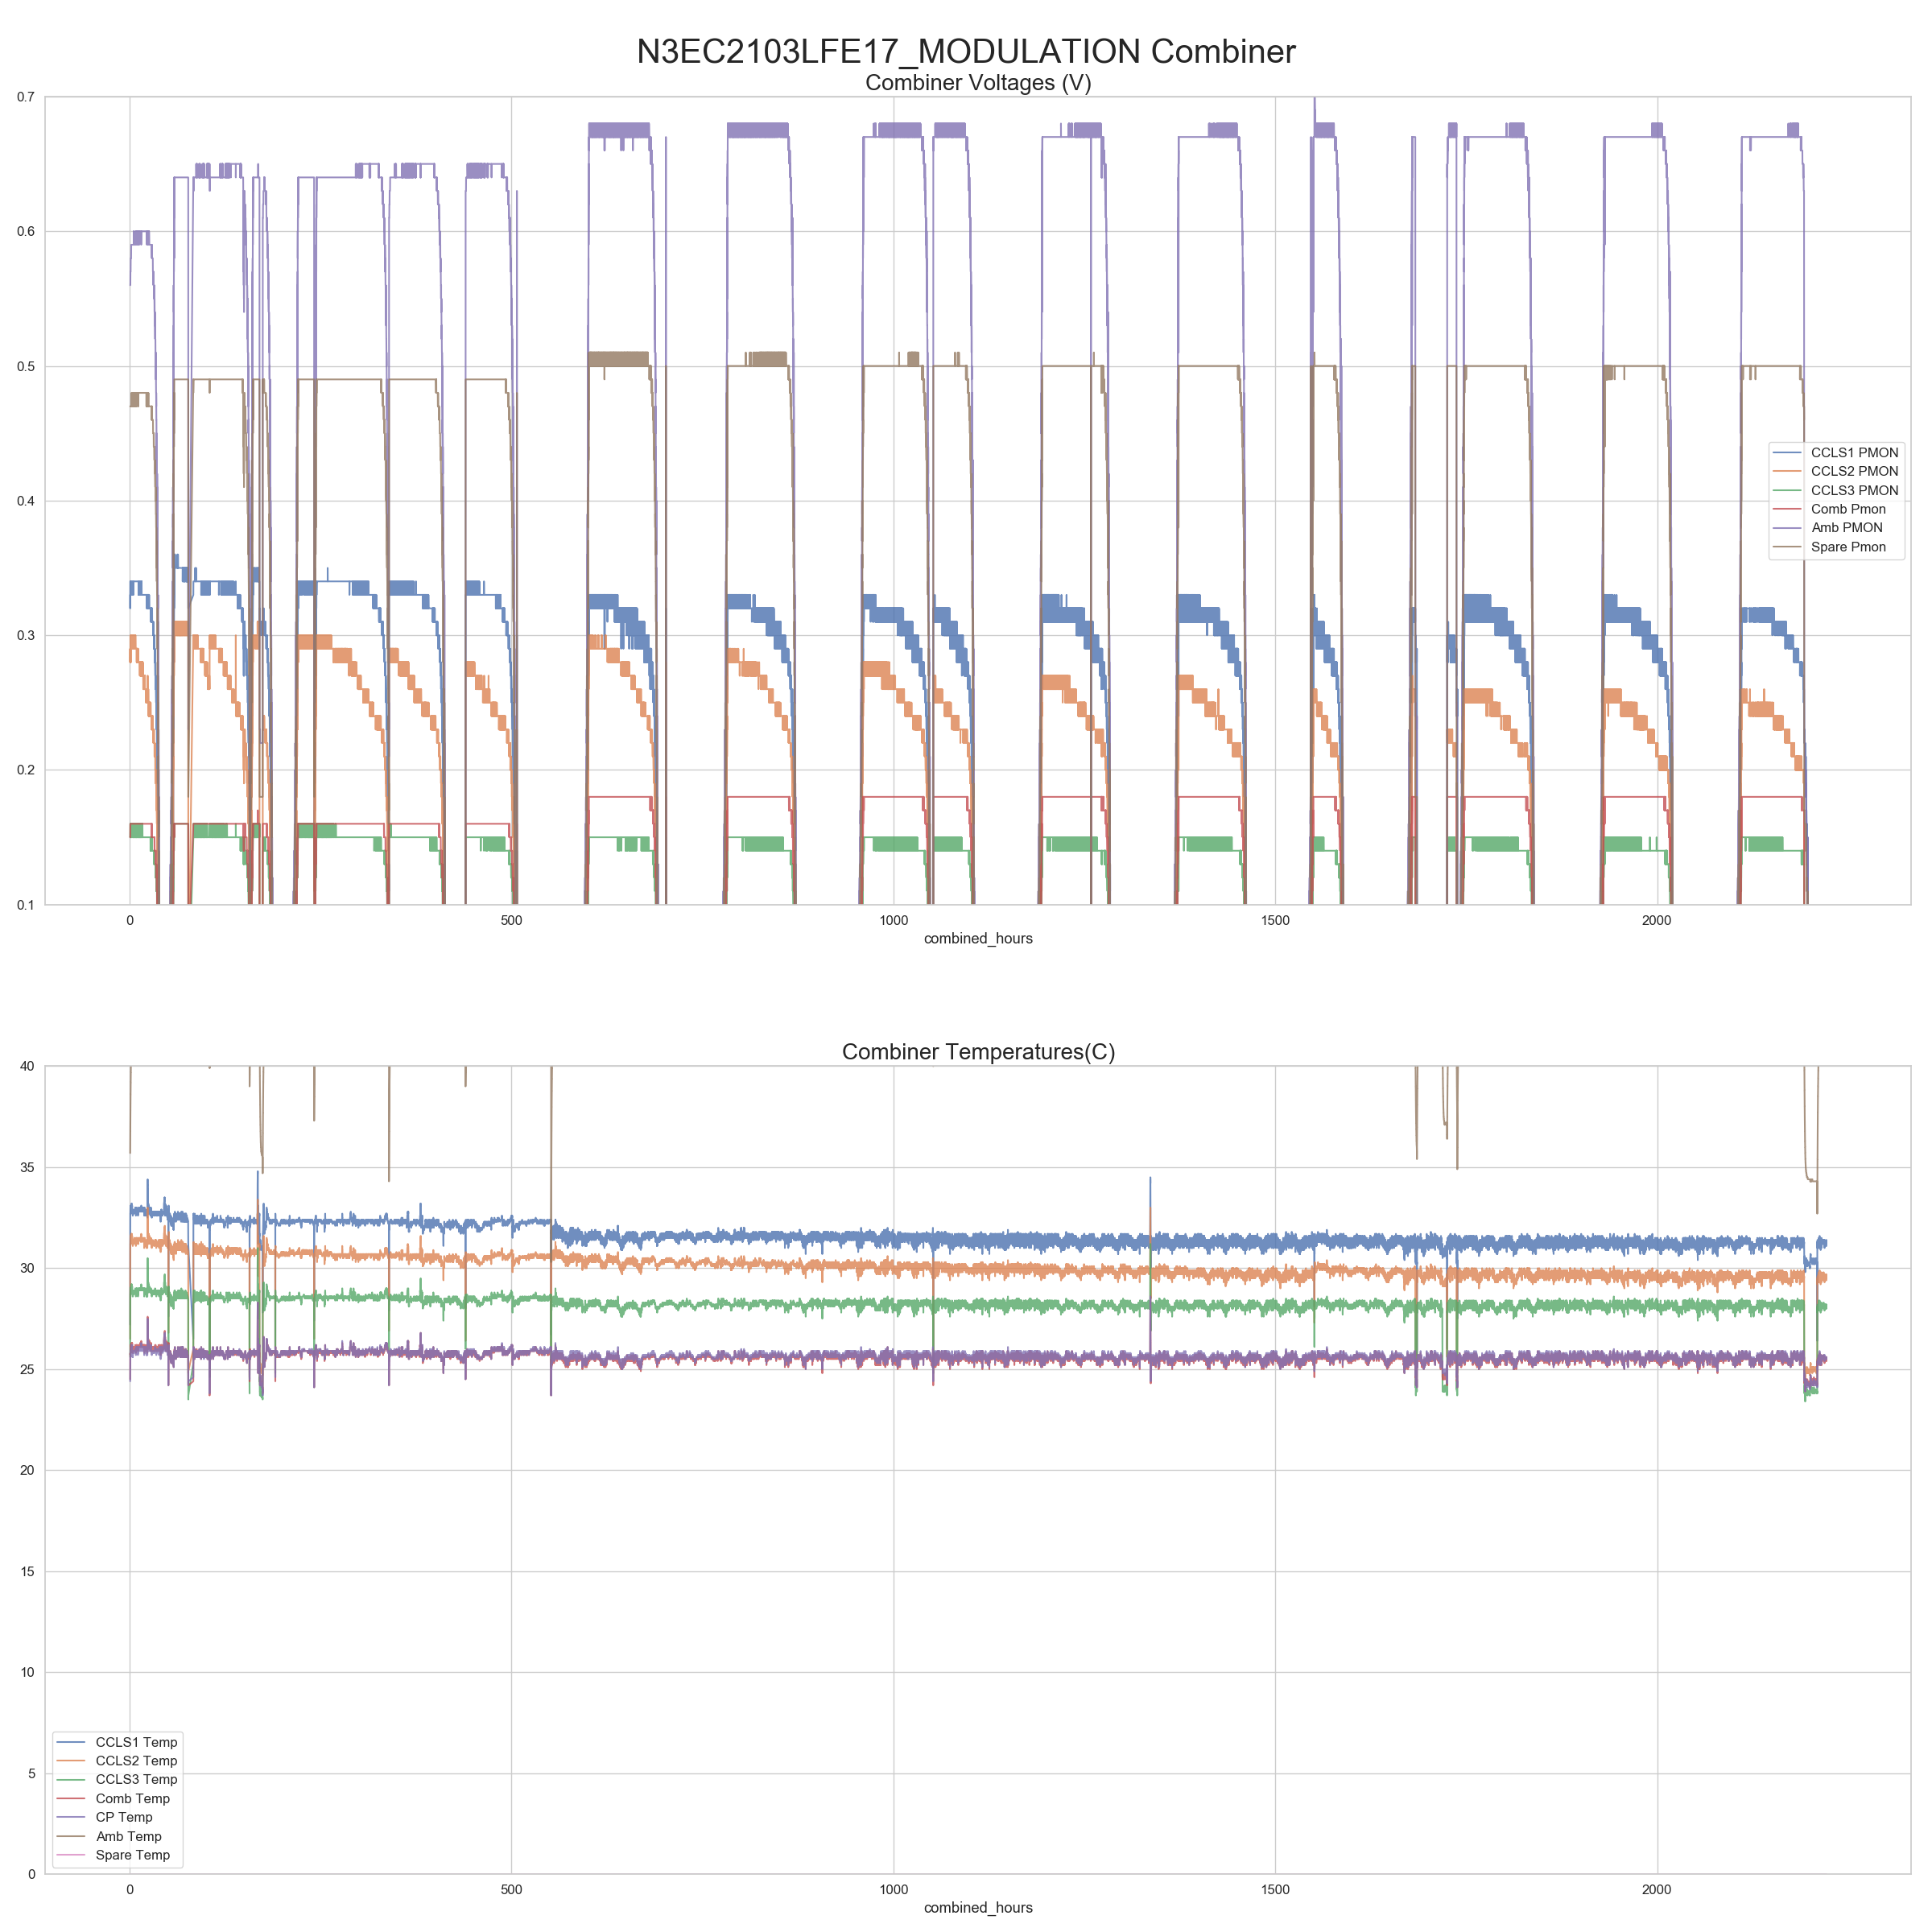 N3EC2103LFE17_MODULATION Combiner
Combiner Voltages (V)
0.7
0.6
0.5
0.4
0.3
0.2
0.1
CCLS1 PMON
CCLS2 PMON
CCLS3 PMON
Comb Pmon
Amb PMON
Spare Pmon
0 500 1000 1500 2000
combined_hours
Combiner Temperatures(C)
40
35
30
25
20
15
10
5
0
CCLS1 Temp
CCLS2 Temp
CCLS3 Temp
Comb Temp
CP Temp
Amb Temp
Spare Temp
0 500 1000 1500 2000
combined_hours